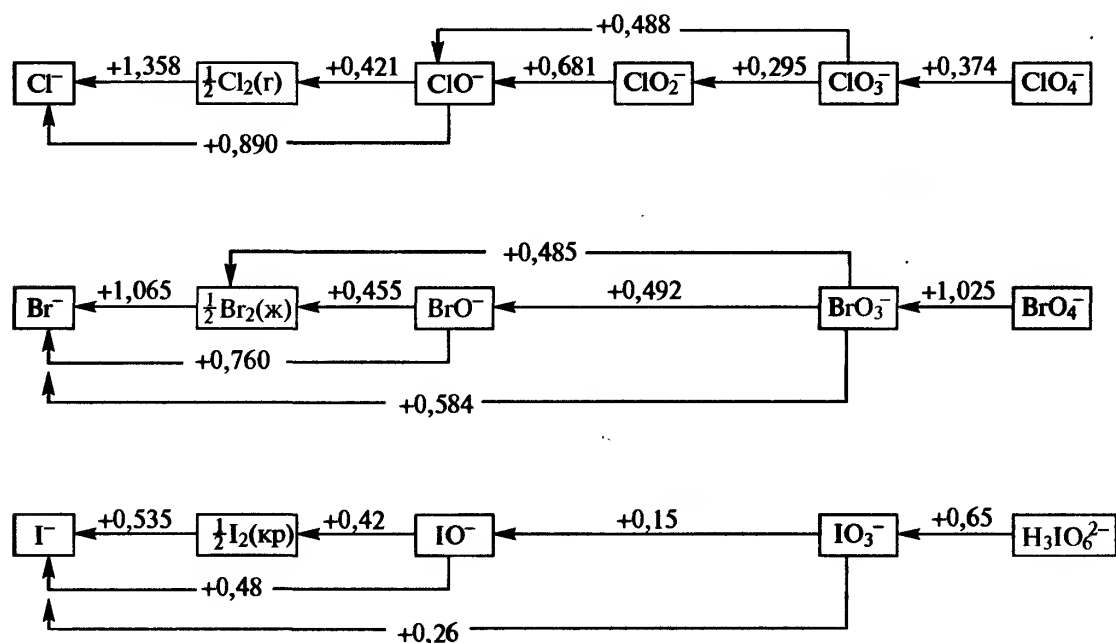 +0,488
Cl⁻ +1,358 ½Cl₂(г) +0,421 ClO⁻ +0,681 ClO₂⁻ +0,295 ClO₃⁻ +0,374 ClO₄⁻
+0,890
+0,485
Br⁻ +1,065 ½Br₂(ж) +0,455 BrO⁻ +0,492 BrO₃⁻ +1,025 BrO₄⁻
+0,760
+0,584
I⁻ +0,535 ½I₂(кр) +0,42 IO⁻ +0,15 IO₃⁻ +0,65 H₃IO₆²⁻
+0,48
+0,26